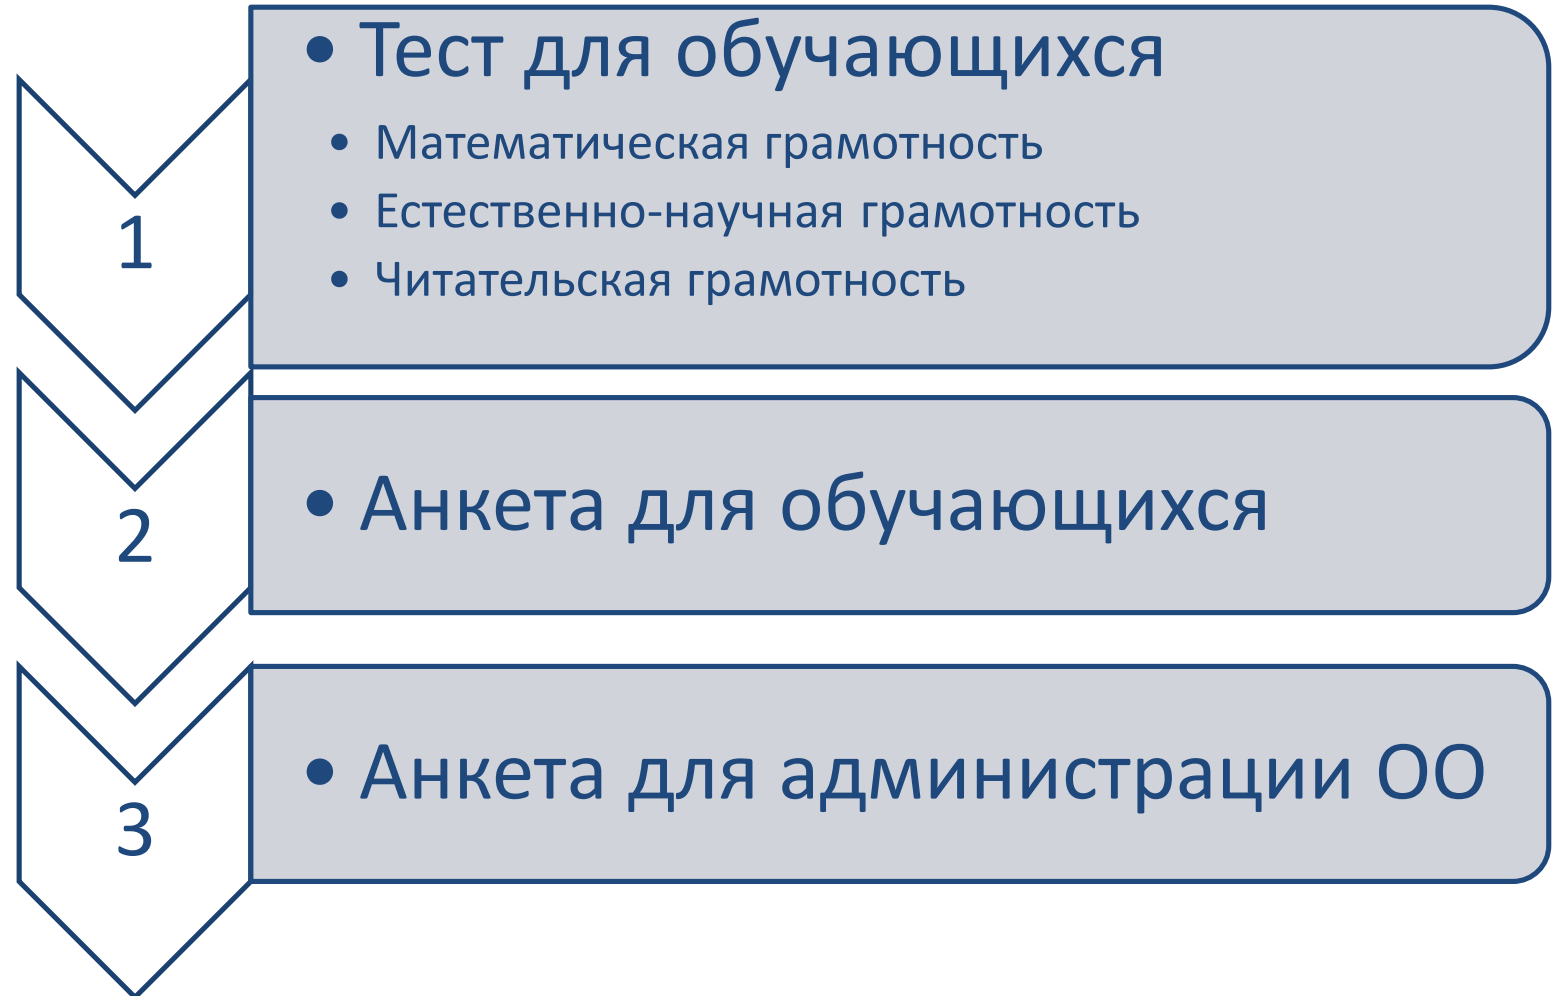 1
• Тест для обучающихся
• Математическая грамотность
• Естественно-научная грамотность
• Читательская грамотность
2
• Анкета для обучающихся
3
• Анкета для администрации ОО